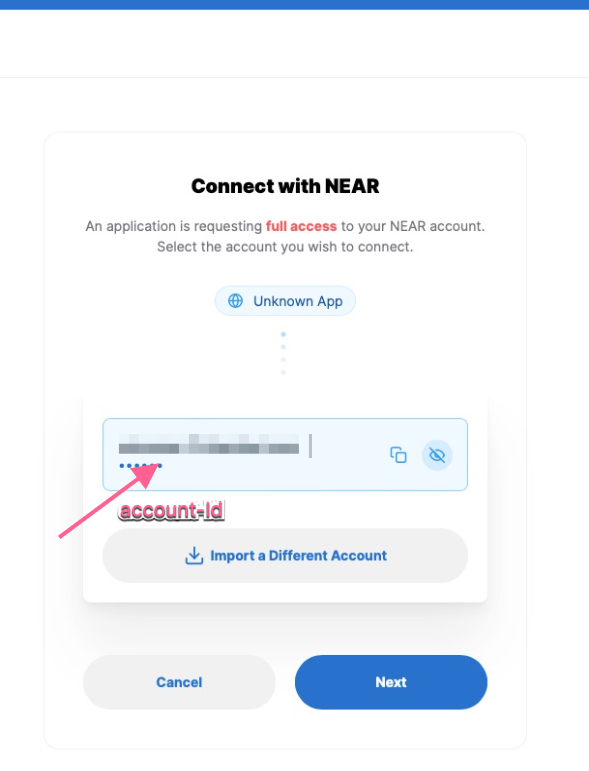 Connect with NEAR
An application is requesting full access to your NEAR account.
Select the account you wish to connect.
Unknown App
account-Id
Import a Different Account
Cancel
Next